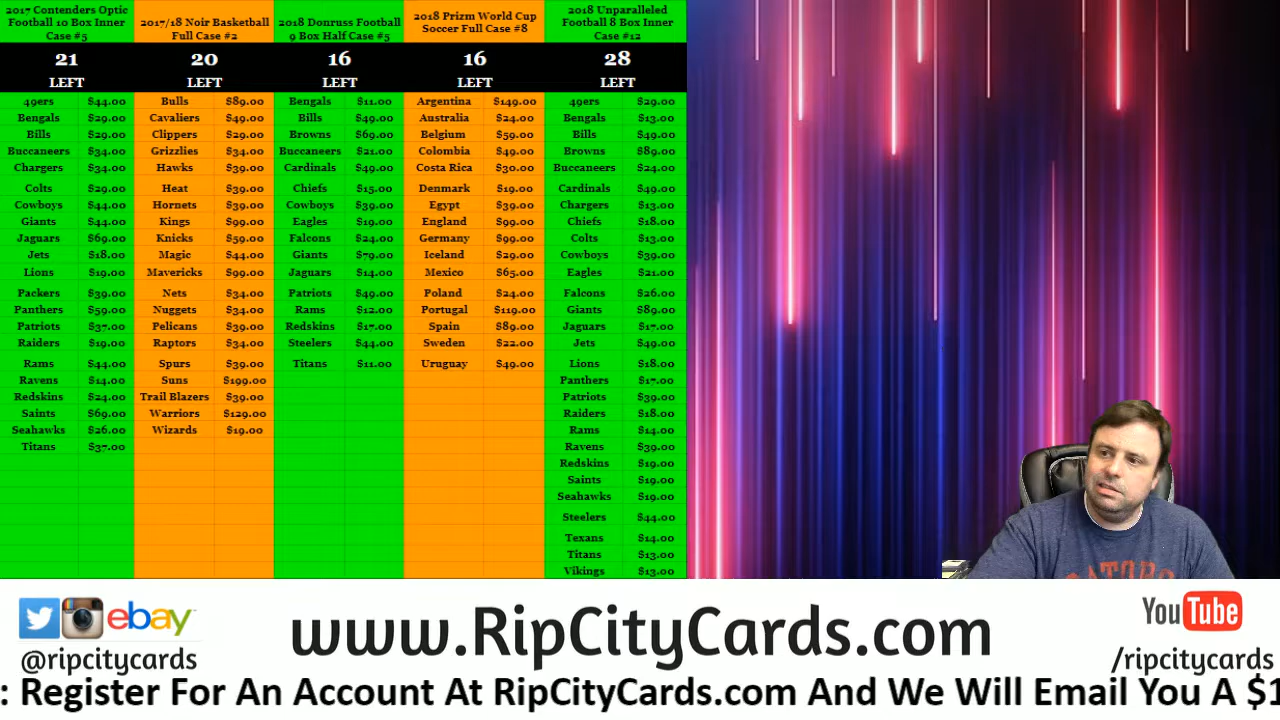 2017 Contenders Optic Football 10 Box Inner Case #5
21
LEFT
49ers $44.00
Bengals $29.00
Bills $29.00
Buccaneers $34.00
Chargers $34.00
Colts $29.00
Cowboys $44.00
Giants $44.00
Jaguars $69.00
Jets $18.00
Lions $19.00
Packers $39.00
Panthers $59.00
Patriots $37.00
Raiders $19.00
Rams $44.00
Ravens $14.00
Redskins $24.00
Saints $69.00
Seahawks $26.00
Titans $37.00
2017/18 Noir Basketball Full Case #2
20
LEFT
Bulls $89.00
Cavaliers $49.00
Clippers $29.00
Grizzlies $34.00
Hawks $39.00
Heat $39.00
Hornets $39.00
Kings $99.00
Knicks $59.00
Magic $44.00
Mavericks $99.00
Nets $34.00
Nuggets $34.00
Pelicans $39.00
Raptors $34.00
Spurs $39.00
Suns $199.00
Trail Blazers $39.00
Warriors $129.00
Wizards $19.00
2018 Donruss Football 9 Box Half Case #5
16
LEFT
Bengals $11.00
Bills $49.00
Browns $69.00
Buccaneers $21.00
Cardinals $49.00
Chiefs $15.00
Cowboys $39.00
Eagles $19.00
Falcons $24.00
Giants $79.00
Jaguars $14.00
Patriots $49.00
Rams $12.00
Redskins $17.00
Steelers $44.00
Titans $11.00
2018 Prizm World Cup Soccer Full Case #8
16
LEFT
Argentina $149.00
Australia $24.00
Belgium $59.00
Colombia $49.00
Costa Rica $30.00
Denmark $19.00
Egypt $39.00
England $99.00
Germany $99.00
Iceland $29.00
Mexico $65.00
Poland $24.00
Portugal $119.00
Spain $89.00
Sweden $22.00
Uruguay $49.00
2018 Unparalleled Football 8 Box Inner Case #12
28
LEFT
49ers $29.00
Bengals $13.00
Bills $49.00
Browns $89.00
Buccaneers $24.00
Cardinals $49.00
Chargers $13.00
Chiefs $18.00
Colts $13.00
Cowboys $39.00
Eagles $21.00
Falcons $26.00
Giants $89.00
Jaguars $17.00
Jets $49.00
Lions $18.00
Panthers $17.00
Patriots $39.00
Raiders $18.00
Rams $14.00
Ravens $39.00
Redskins $19.00
Saints $19.00
Seahawks $19.00
Steelers $44.00
Texans $14.00
Titans $13.00
Vikings $13.00
GATORS
ebay
@ripcitycards
www.RipCityCards.com
YouTube
/ripcitycards
: Register For An Account At RipCityCards.com And We Will Email You A $1